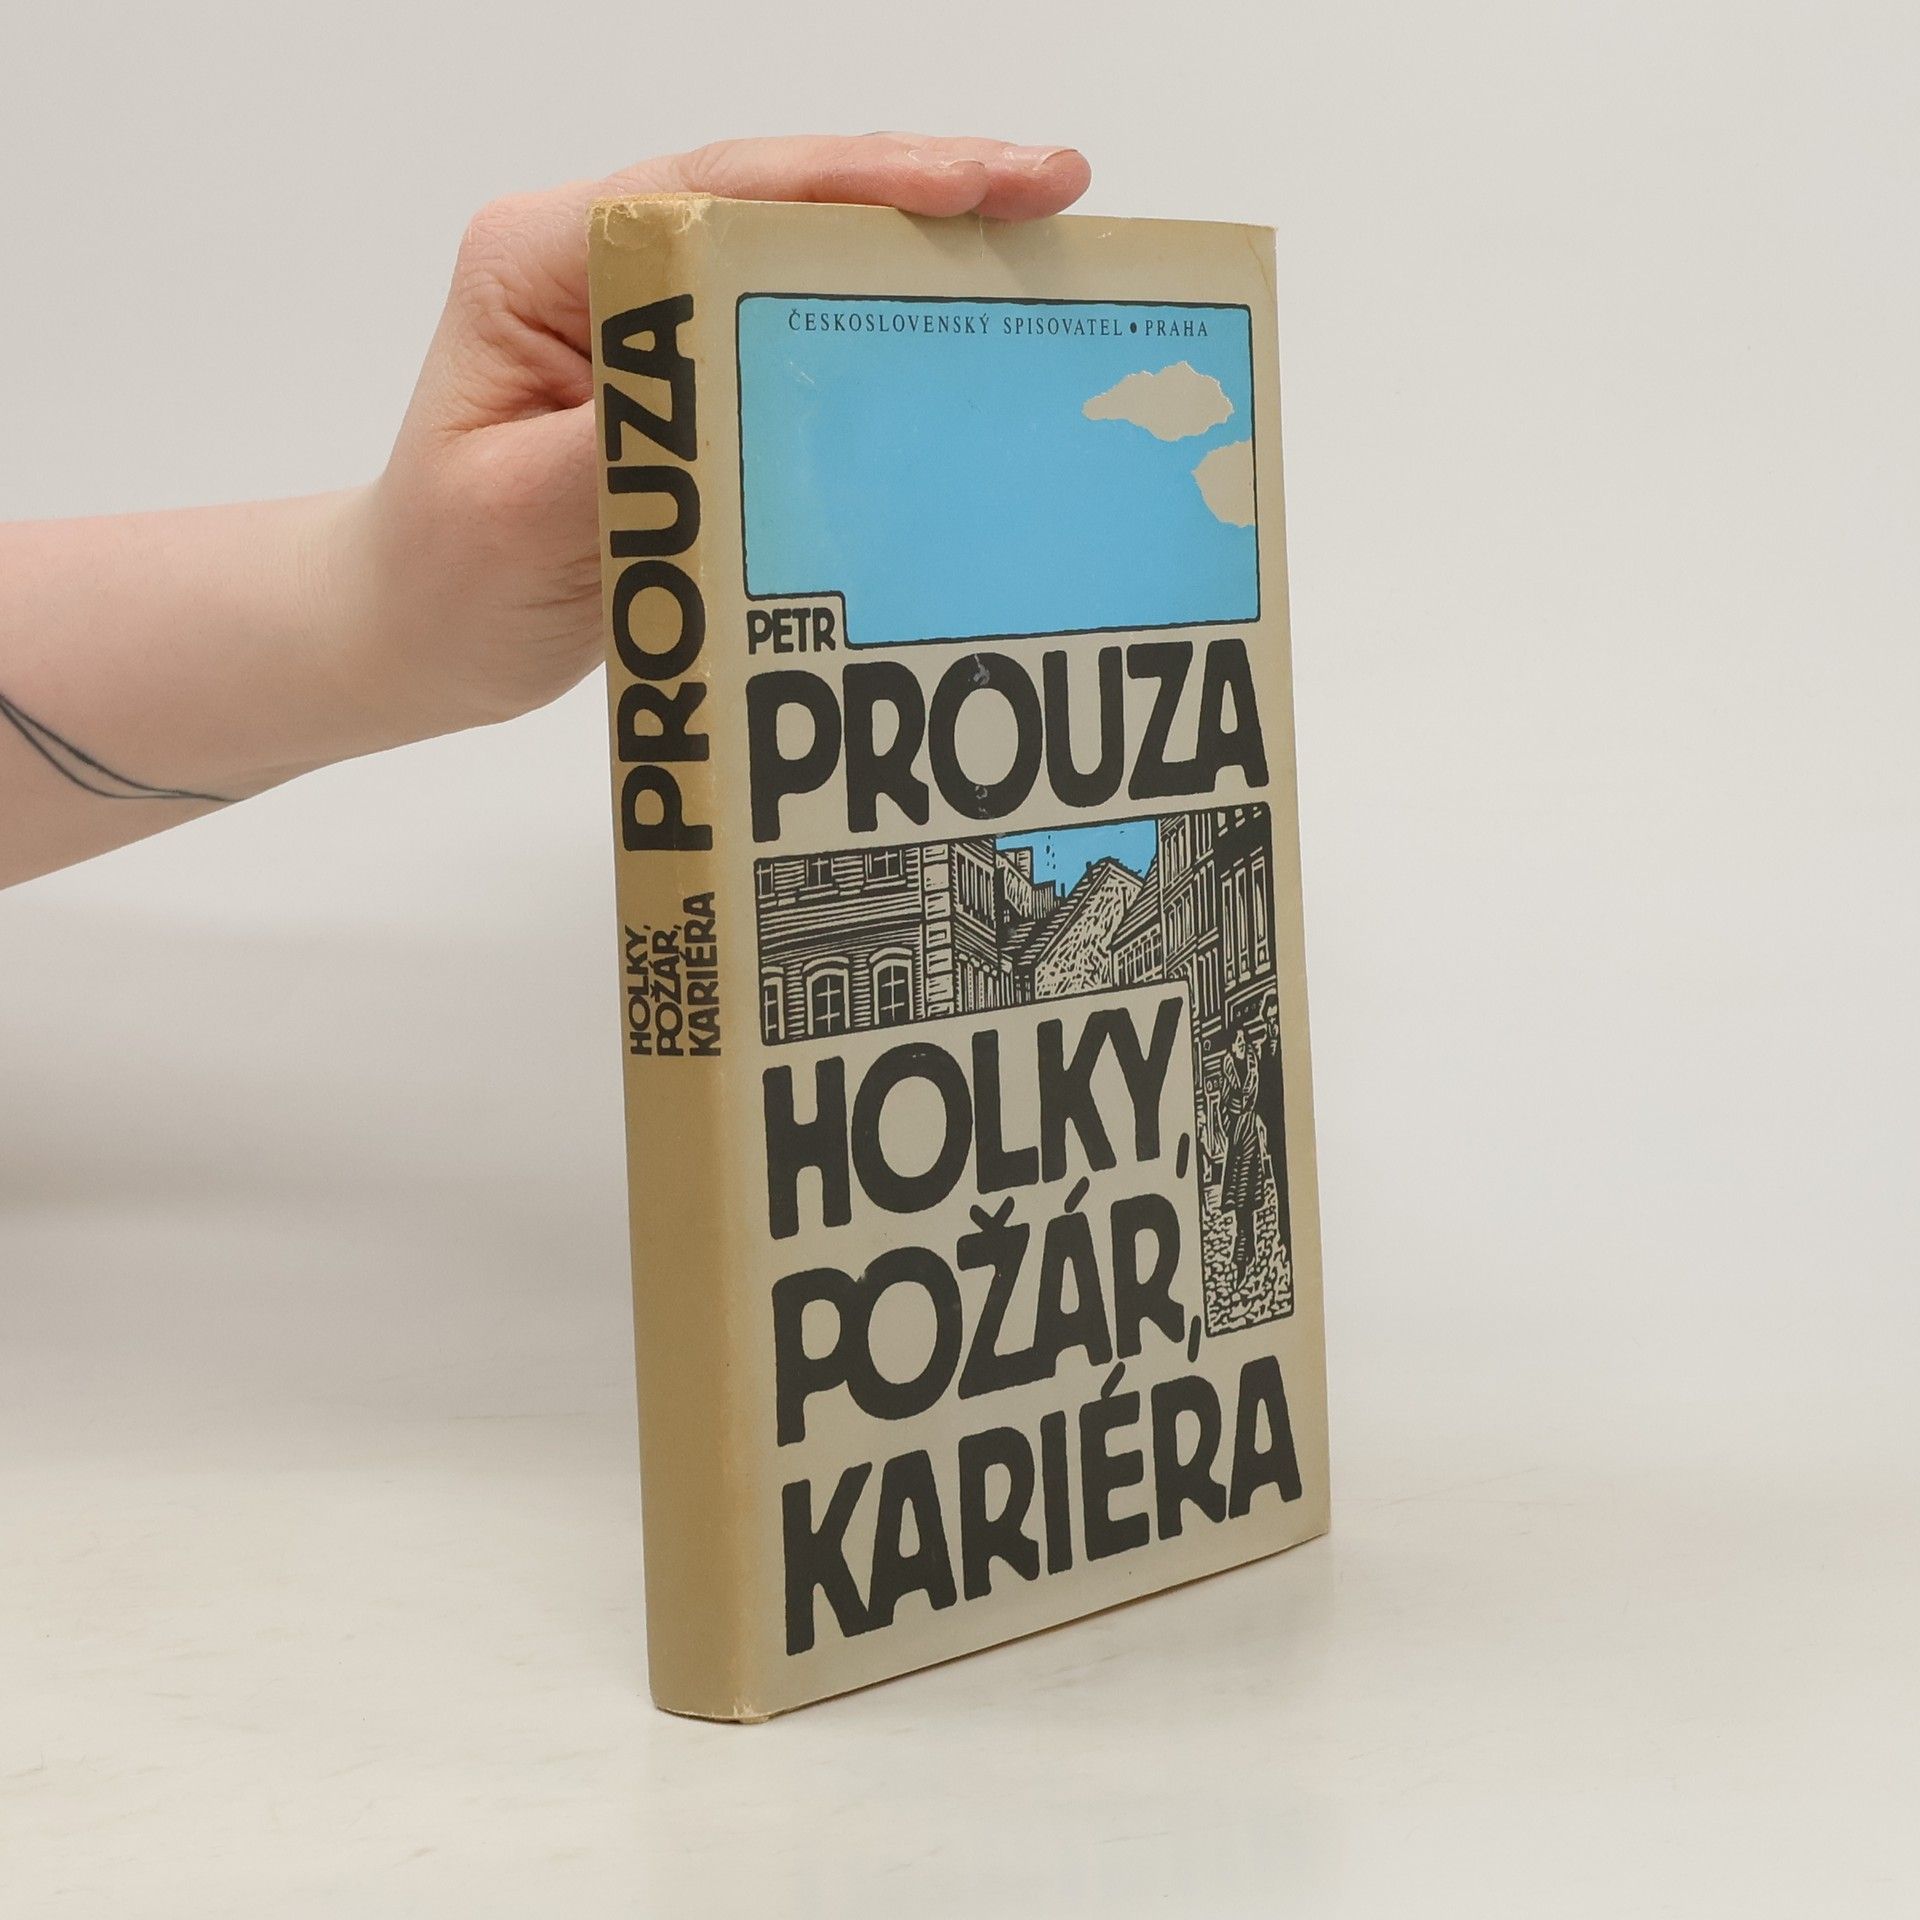 PROUZA
HOLKY,
POŽÁR,
KARIÉRA
ČESKOSLOVENSKÝ SPISOVATEL • PRAHA
PETR
PROUZA
HOLKY,
POŽÁR,
KARIÉRA